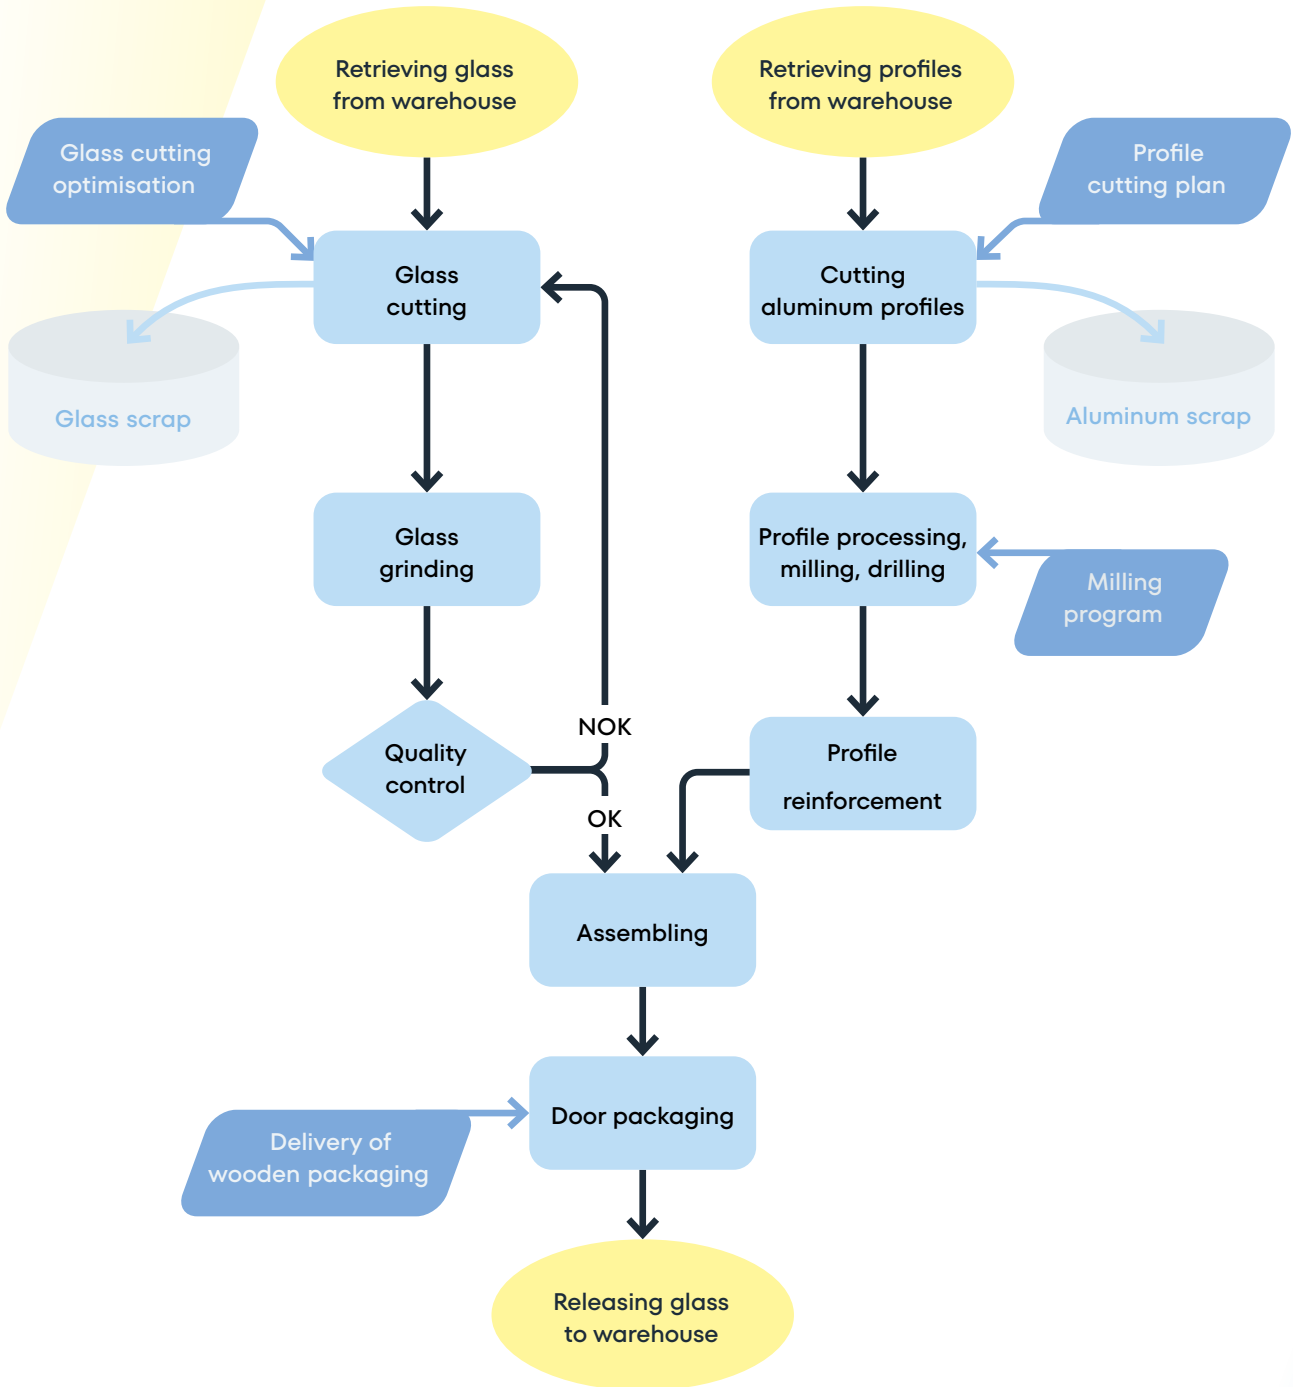 Retrieving glass
from warehouse
Retrieving profiles
from warehouse
Glass cutting
optimisation
Profile
cutting plan
Glass
cutting
Cutting
aluminum profiles
Glass scrap
Aluminum scrap
Glass
grinding
Profile processing,
milling, drilling
Milling
program
NOK
Quality
control
Profile
reinforcement
OK
Assembling
Door packaging
Delivery of
wooden packaging
Releasing glass
to warehouse